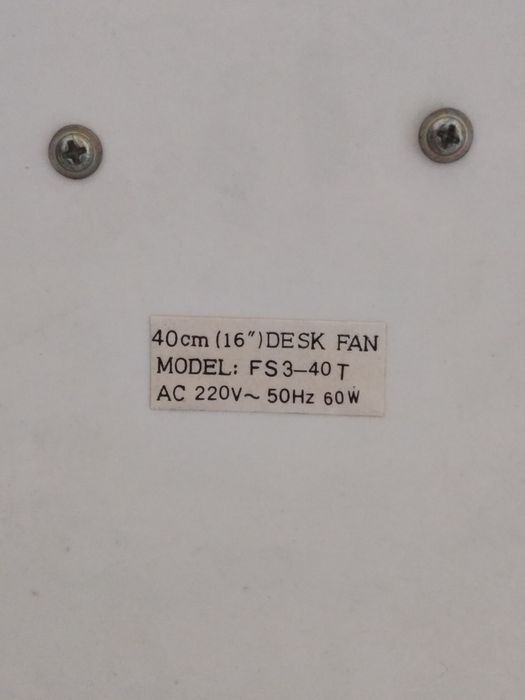 40cm (16″) DESK FAN
MODEL: FS3-40T
AC 220V~ 50Hz 60W